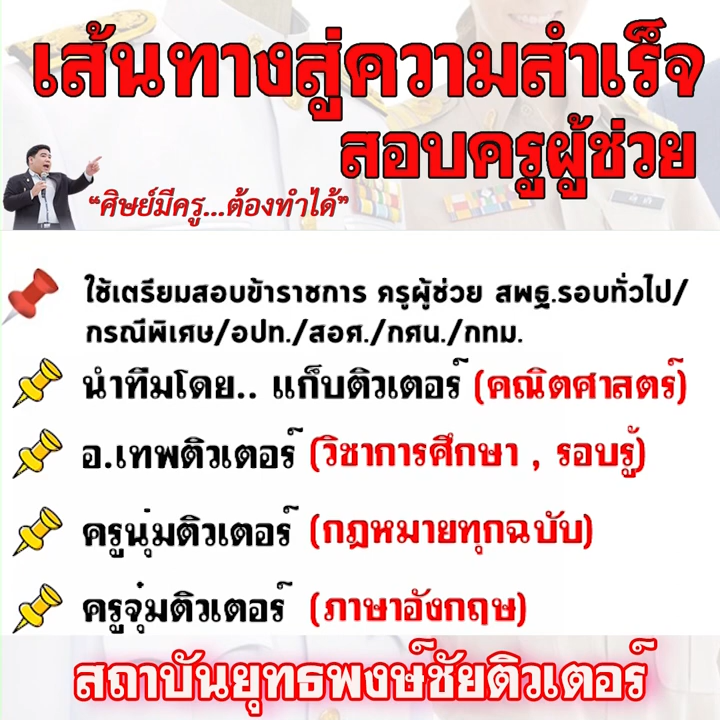 เส้นทางสู่ความสำเร็จ
สอบครูผู้ช่วย
“ศิษย์มีครู...ต้องทำได้”
ใช้เตรียมสอบข้าราชการ ครูผู้ช่วย สพฐ.รอบทั่วไป/
กรณีพิเศษ/อปท./สอศ./กศน./กทม.
นำทีมโดย.. แก๊บติวเตอร์ (คณิตศาสตร์)
อ.เทพติวเตอร์ (วิชาการศึกษา , รอบรู้)
ครูนุ่มติวเตอร์ (กฎหมายทุกฉบับ)
ครูจุ๋มติวเตอร์ (ภาษาอังกฤษ)
สถาบันยุทธพงษ์ชัยติวเตอร์